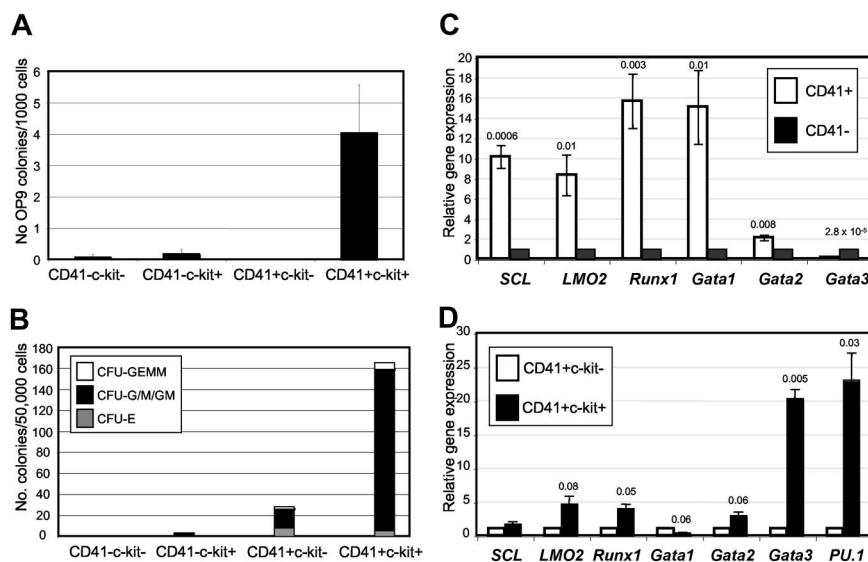 A
No OP9 colonies/1000 cells
6
5
4
3
2
1
0
CD41-c-kit- CD41-c-kit+ CD41+c-kit- CD41+c-kit+
B
No. colonies/50,000 cells
180
160
140
120
100
80
60
40
20
0
CFU-GEMM
CFU-G/M/GM
CFU-E
CD41-c-kit- CD41-c-kit+ CD41+c-kit- CD41+c-kit+
C
Relative gene expression
20
18
16
14
12
10
8
6
4
2
0
0.0006
0.01
0.003
0.01
0.008
2.8 x 10⁻⁵
CD41+
CD41-
SCL LMO2 Runx1 Gata1 Gata2 Gata3
D
Relative gene expression
30
25
20
15
10
5
0
CD41+c-kit-
CD41+c-kit+
0.08
0.05
0.06
0.06
0.005
0.03
SCL LMO2 Runx1 Gata1 Gata2 Gata3 PU.1